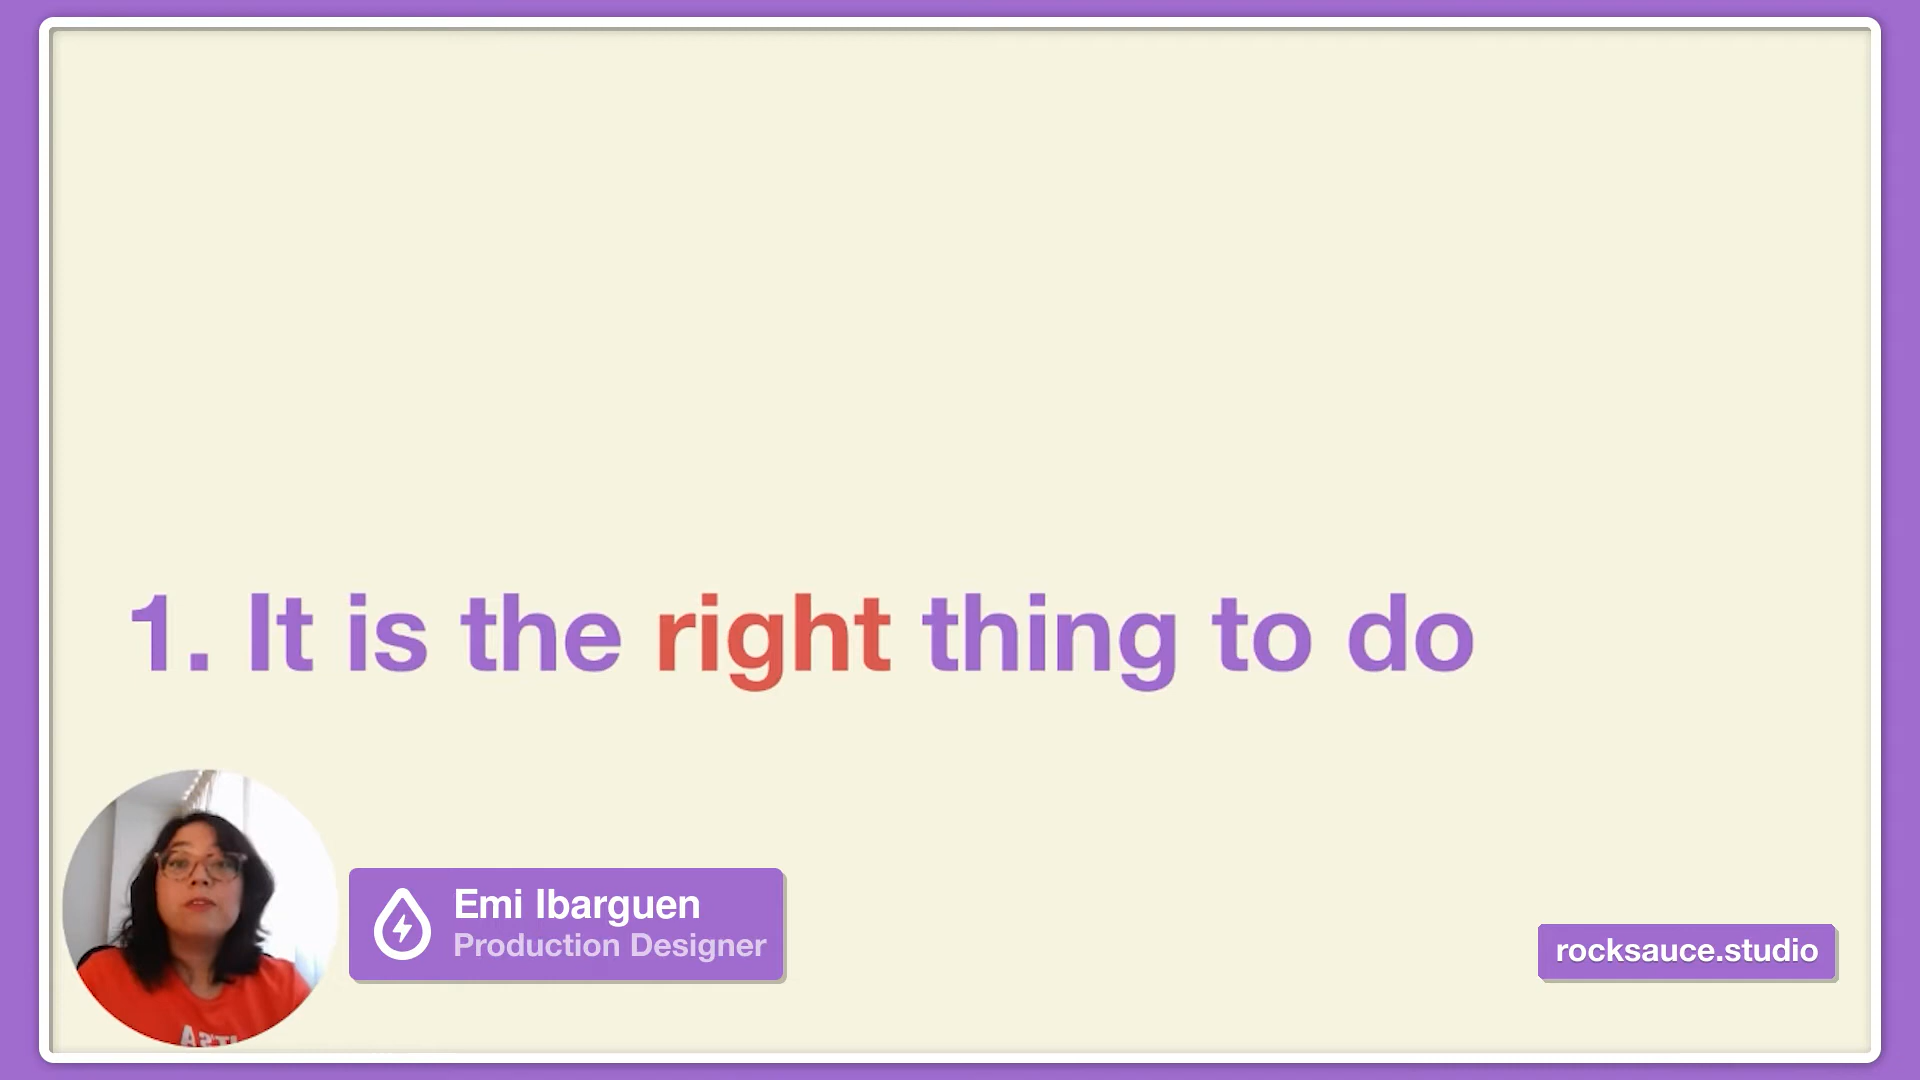 1. It is the right thing to do
Emi Ibarguen
Production Designer
rocksauce.studio